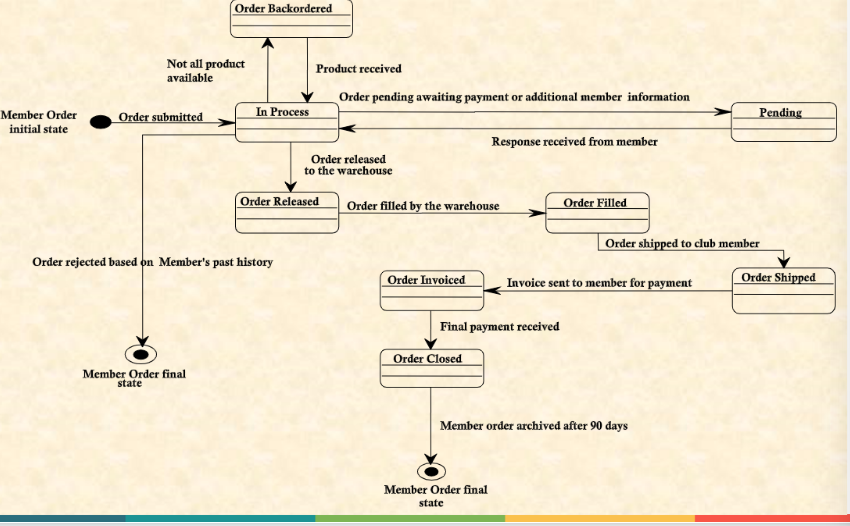 Order Backordered
Not all product
available
Product received
Order pending awaiting payment or additional member information
Member Order
initial state
Order submitted
In Process
Pending
Response received from member
Order released
to the warehouse
Order Released
Order filled by the warehouse
Order Filled
Order shipped to club member
Order rejected based on Member's past history
Order Invoiced
Invoice sent to member for payment
Order Shipped
Final payment received
Order Closed
Member Order final
state
Member order archived after 90 days
Member Order final
state